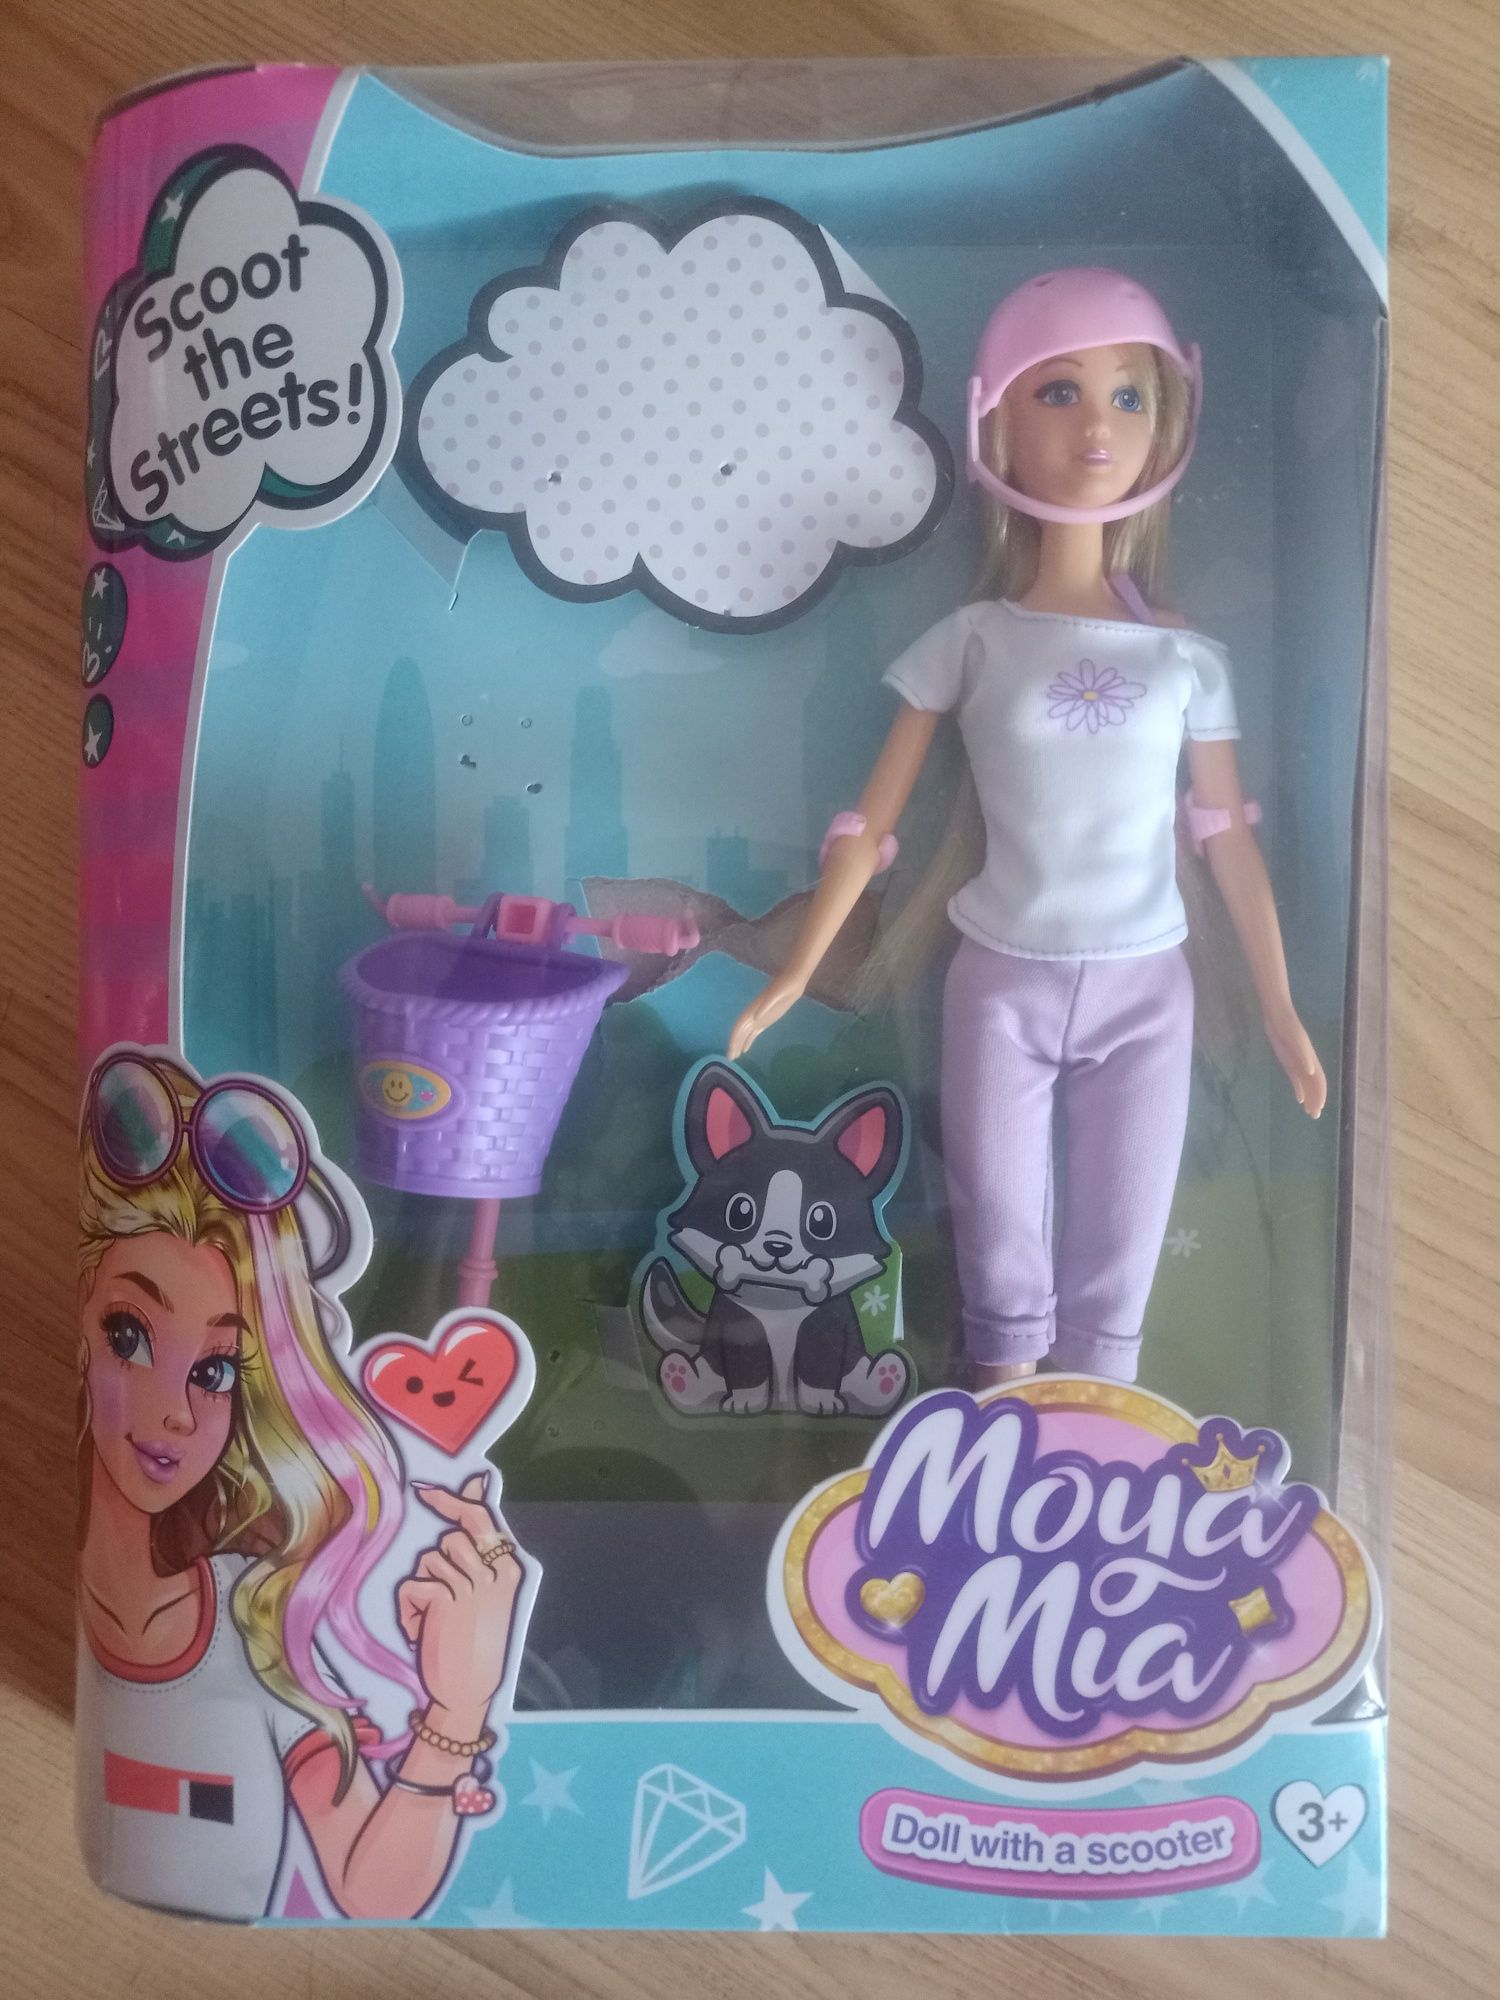 Scoot
the
Streets!
Moya
Mia
Doll with a scooter
3+